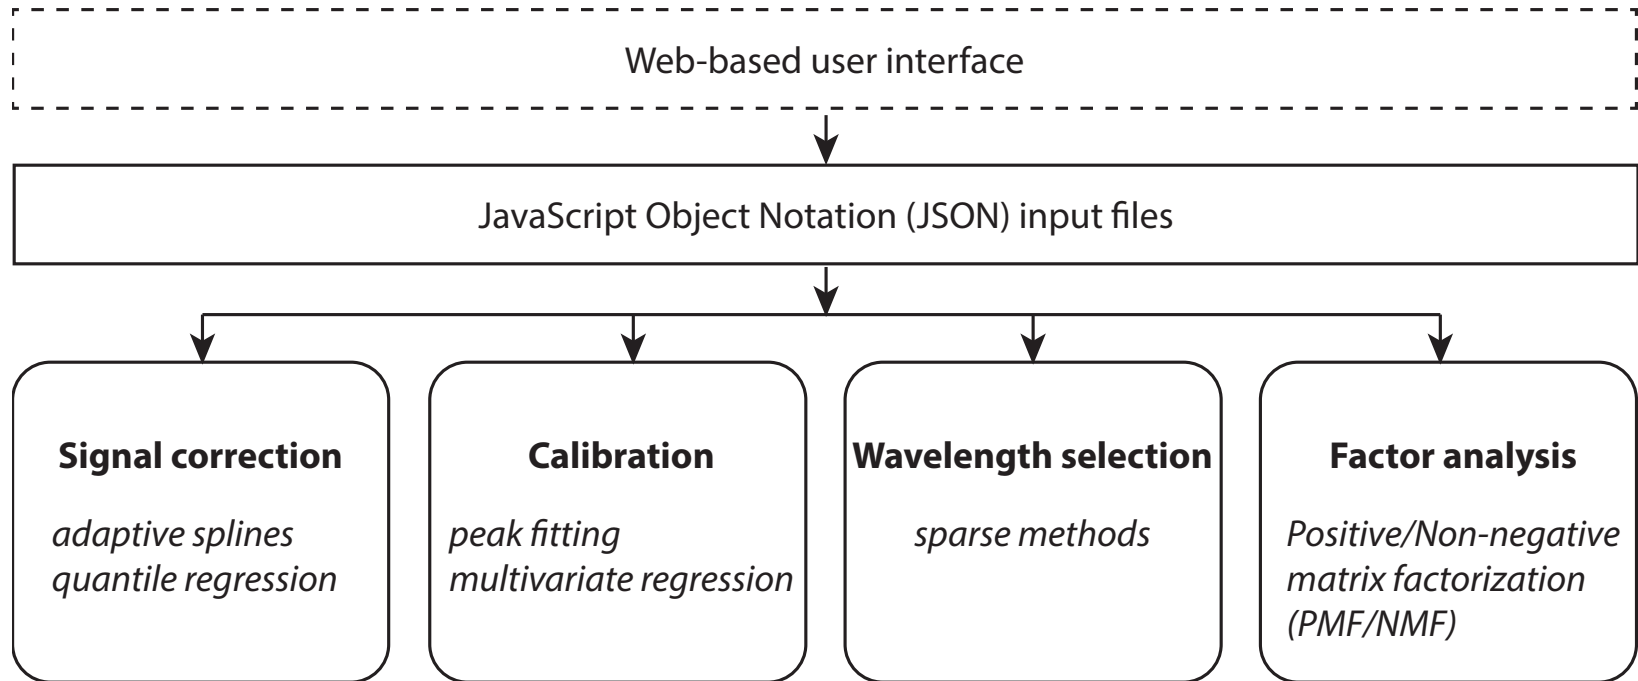 Web-based user interface
JavaScript Object Notation (JSON) input files
Signal correction
adaptive splines
quantile regression
Calibration
peak fitting
multivariate regression
Wavelength selection
sparse methods
Factor analysis
Positive/Non-negative
matrix factorization
(PMF/NMF)